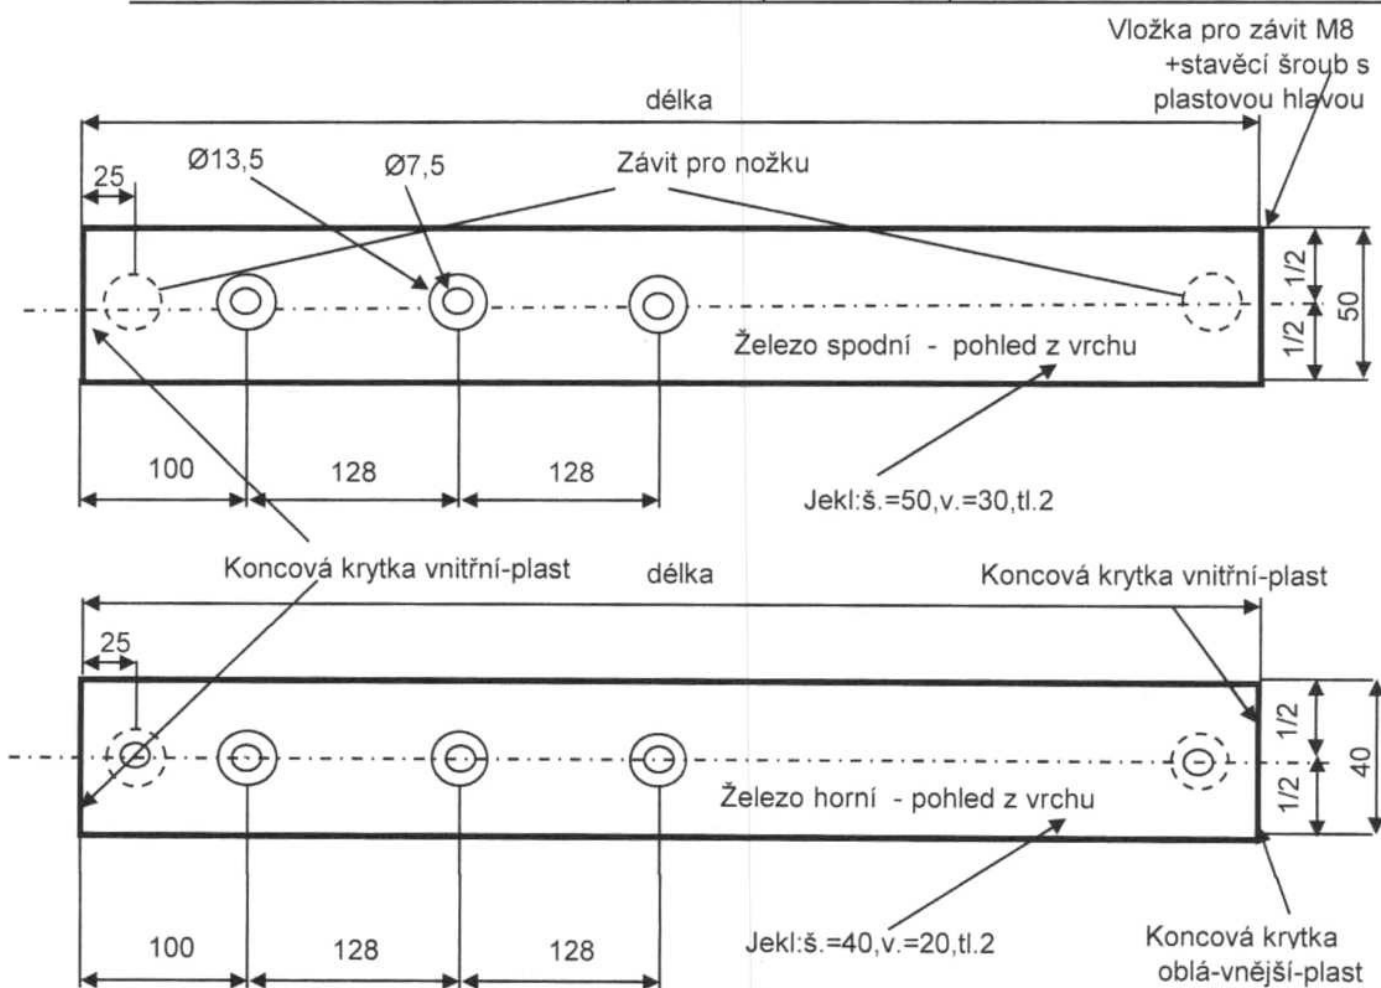 Vložka pro závit M8
+stavěcí šroub s
plastovou hlavou
délka
25
Ø13,5
Ø7,5
Závit pro nožku
1/2
1/2
50
Železo spodní - pohled z vrchu
100
128
128
Jekl:š.=50,v.=30,tl.2
Koncová krytka vnitřní-plast
délka
Koncová krytka vnitřní-plast
25
1/2
1/2
40
Železo horní - pohled z vrchu
100
128
128
Jekl:š.=40,v.=20,tl.2
Koncová krytka
oblá-vnější-plast